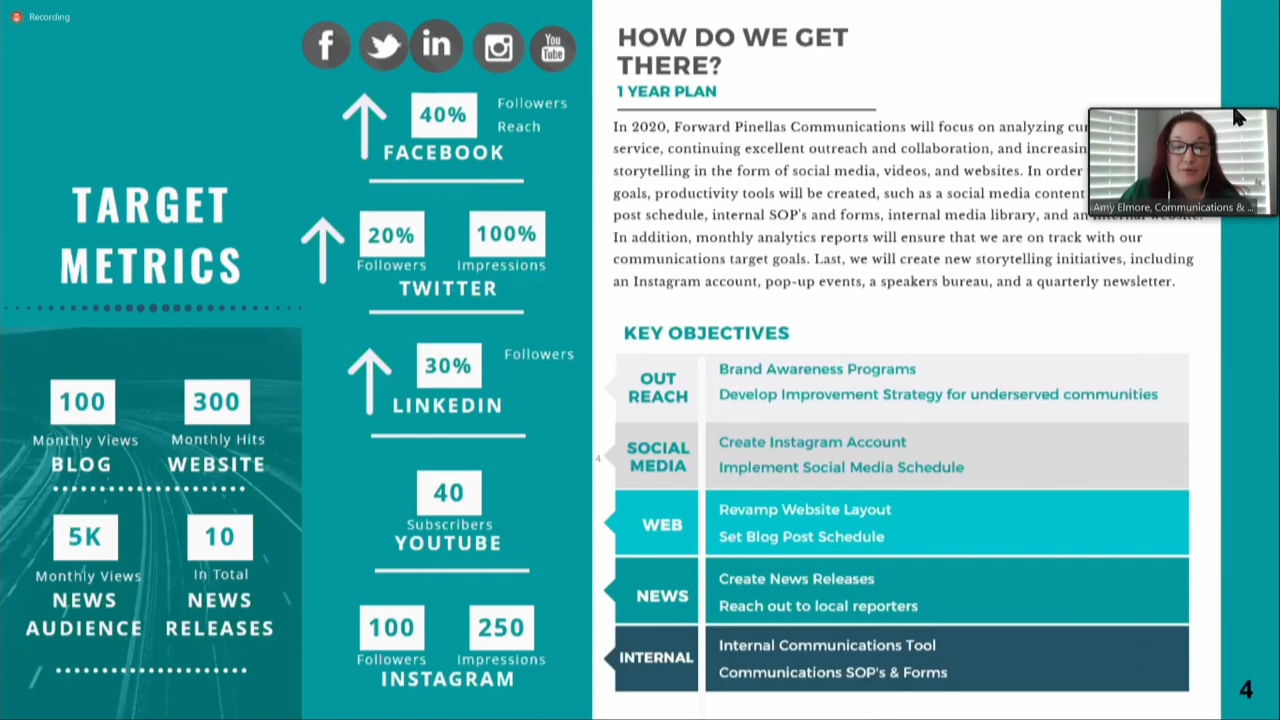 Recording
TARGET
METRICS
100
Monthly Views
BLOG
300
Monthly Hits
WEBSITE
5K
Monthly Views
NEWS
AUDIENCE
10
In Total
NEWS
RELEASES
f
in
You
Tube
40%
Followers
Reach
FACEBOOK
20%
Followers
100%
Impressions
TWITTER
30%
Followers
LINKEDIN
40
Subscribers
YOUTUBE
100
Followers
250
Impressions
INSTAGRAM
HOW DO WE GET
THERE?
1 YEAR PLAN
In 2020, Forward Pinellas Communications will focus on analyzing
service, continuing excellent outreach and collaboration, and
storytelling in the form of social media, videos, and websites. In order
goals, productivity tools will be created, such as a social media content
post schedule, internal SOP's and forms, internal media library, and an internal website.
In addition, monthly analytics reports will ensure that we are on track with our
communications target goals. Last, we will create new storytelling initiatives, including
an Instagram account, pop-up events, a speakers bureau, and a quarterly newsletter.
Amy Elmore, Communications & ...
KEY OBJECTIVES
OUT
REACH
Brand Awareness Programs
Develop Improvement Strategy for underserved communities
4
SOCIAL
MEDIA
Create Instagram Account
Implement Social Media Schedule
WEB
Revamp Website Layout
Set Blog Post Schedule
NEWS
Create News Releases
Reach out to local reporters
INTERNAL
Internal Communications Tool
Communications SOP's & Forms
4